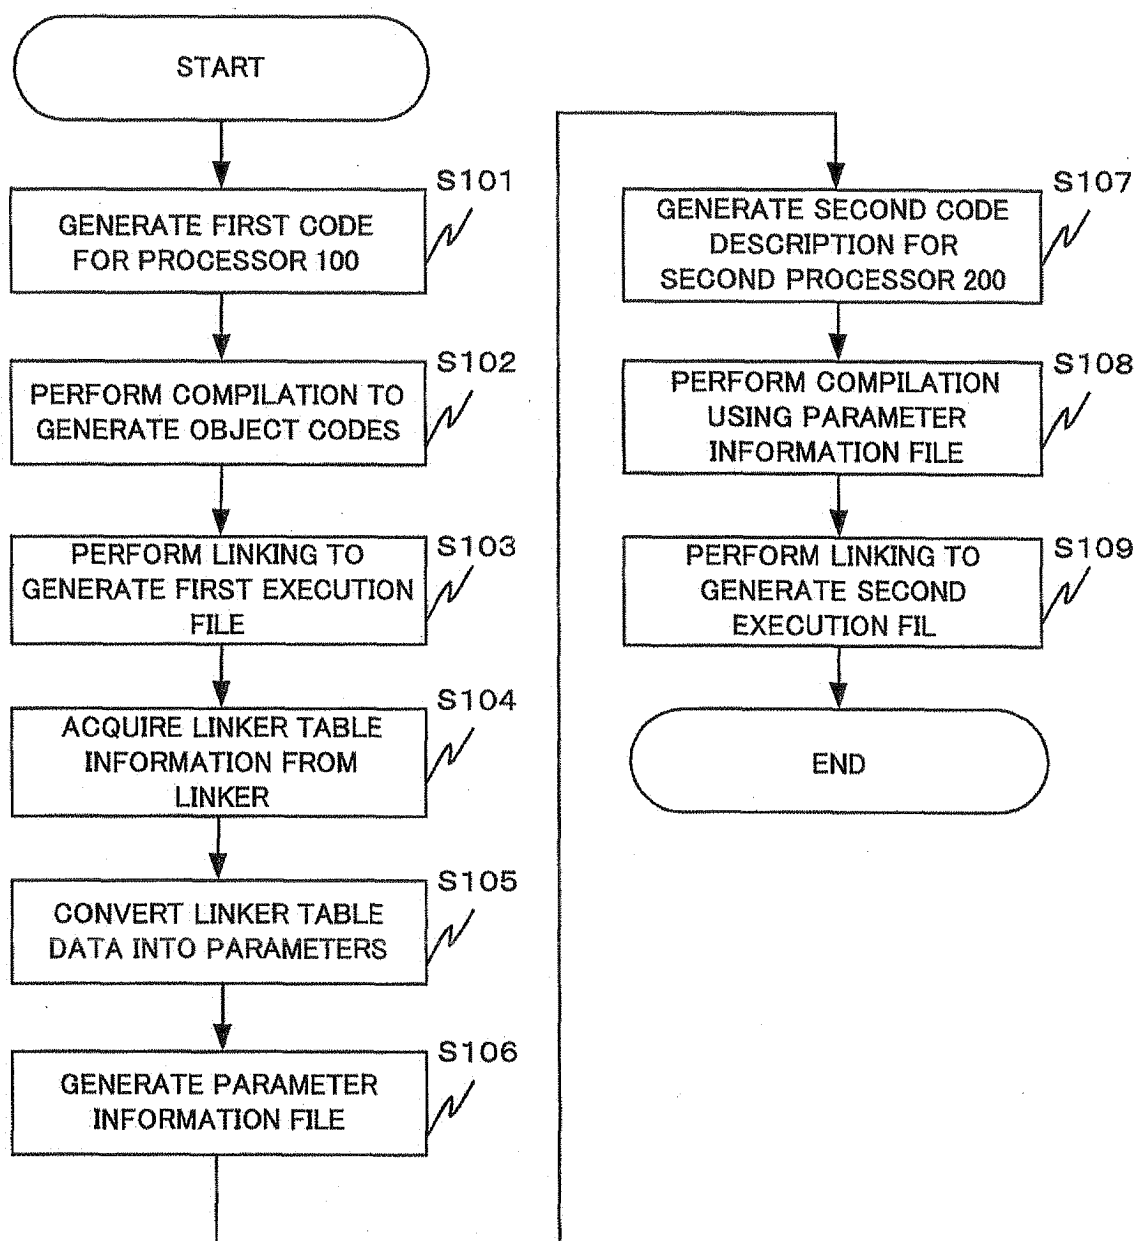 START
S101
GENERATE FIRST CODE
FOR PROCESSOR 100
S102
PERFORM COMPILATION TO
GENERATE OBJECT CODES
S103
PERFORM LINKING TO
GENERATE FIRST EXECUTION
FILE
S104
ACQUIRE LINKER TABLE
INFORMATION FROM
LINKER
S105
CONVERT LINKER TABLE
DATA INTO PARAMETERS
S106
GENERATE PARAMETER
INFORMATION FILE
S107
GENERATE SECOND CODE
DESCRIPTION FOR
SECOND PROCESSOR 200
S108
PERFORM COMPILATION
USING PARAMETER
INFORMATION FILE
S109
PERFORM LINKING TO
GENERATE SECOND
EXECUTION FIL
END